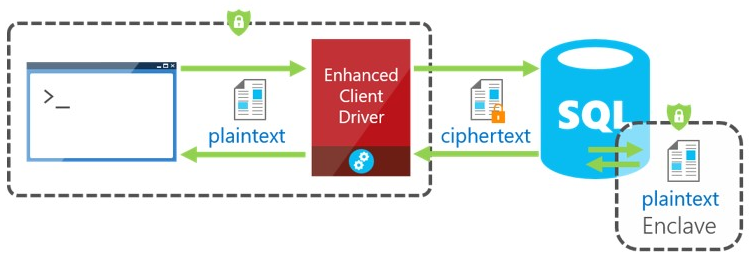 >_
plaintext
Enhanced
Client
Driver
ciphertext
SQL
plaintext
Enclave